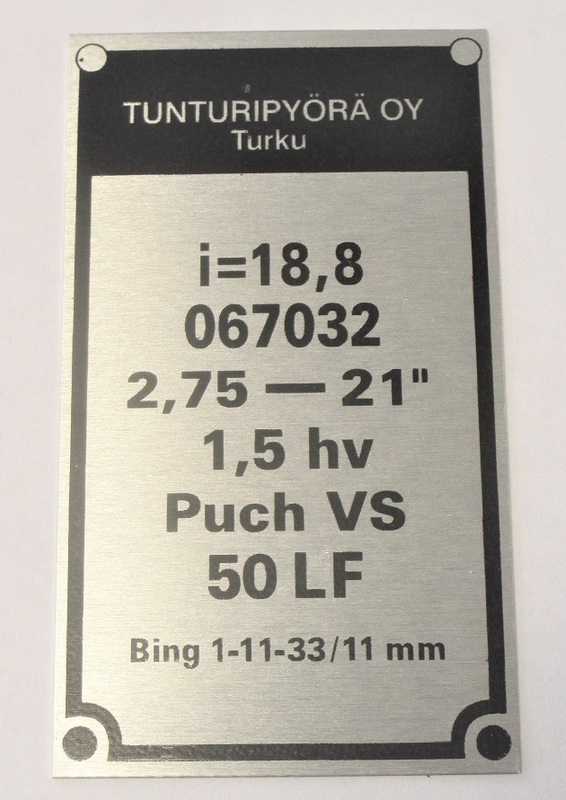 TUNTURIPYÖRÄ OY
Turku
i=18,8
067032
2,75 — 21"
1,5 hv
Puch VS
50 LF
Bing 1-11-33/11 mm